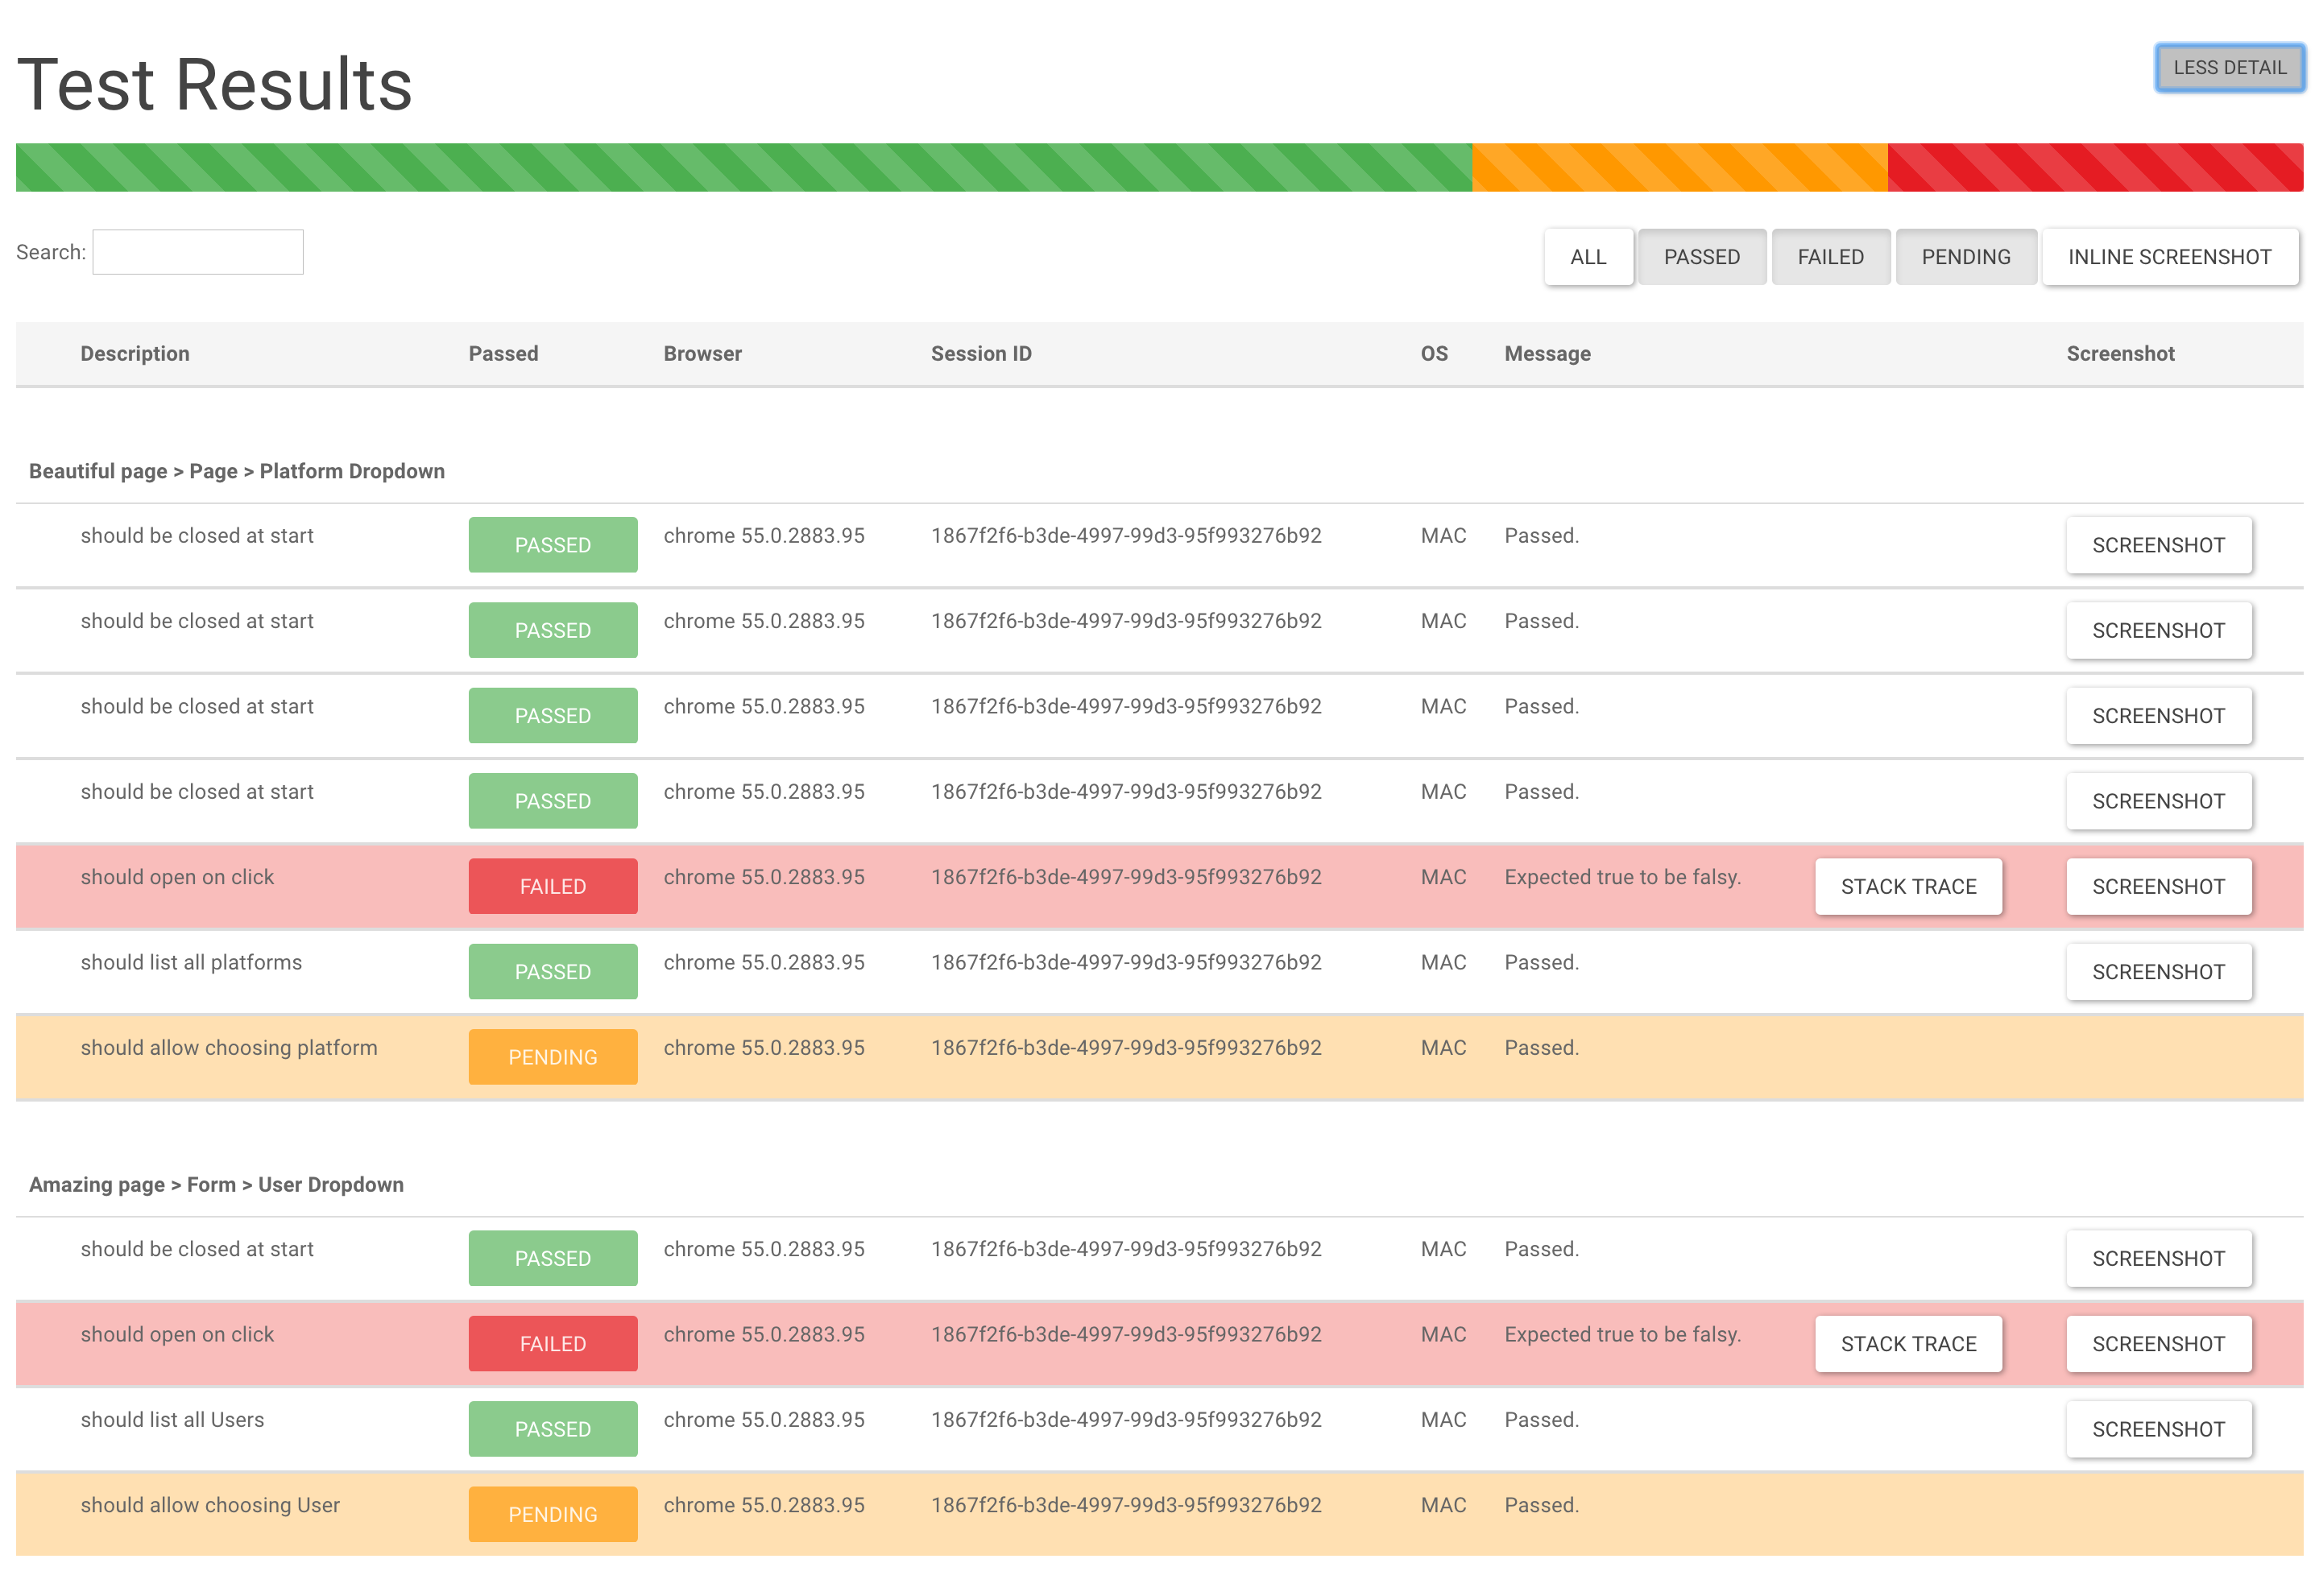 Test Results
LESS DETAIL
Search:
ALL PASSED FAILED PENDING INLINE SCREENSHOT
Description Passed Browser Session ID OS Message Screenshot
Beautiful page > Page > Platform Dropdown
should be closed at start PASSED chrome 55.0.2883.95 1867f2f6-b3de-4997-99d3-95f993276b92 MAC Passed. SCREENSHOT
should be closed at start PASSED chrome 55.0.2883.95 1867f2f6-b3de-4997-99d3-95f993276b92 MAC Passed. SCREENSHOT
should be closed at start PASSED chrome 55.0.2883.95 1867f2f6-b3de-4997-99d3-95f993276b92 MAC Passed. SCREENSHOT
should be closed at start PASSED chrome 55.0.2883.95 1867f2f6-b3de-4997-99d3-95f993276b92 MAC Passed. SCREENSHOT
should open on click FAILED chrome 55.0.2883.95 1867f2f6-b3de-4997-99d3-95f993276b92 MAC Expected true to be falsy. STACK TRACE SCREENSHOT
should list all platforms PASSED chrome 55.0.2883.95 1867f2f6-b3de-4997-99d3-95f993276b92 MAC Passed. SCREENSHOT
should allow choosing platform PENDING chrome 55.0.2883.95 1867f2f6-b3de-4997-99d3-95f993276b92 MAC Passed.
Amazing page > Form > User Dropdown
should be closed at start PASSED chrome 55.0.2883.95 1867f2f6-b3de-4997-99d3-95f993276b92 MAC Passed. SCREENSHOT
should open on click FAILED chrome 55.0.2883.95 1867f2f6-b3de-4997-99d3-95f993276b92 MAC Expected true to be falsy. STACK TRACE SCREENSHOT
should list all Users PASSED chrome 55.0.2883.95 1867f2f6-b3de-4997-99d3-95f993276b92 MAC Passed. SCREENSHOT
should allow choosing User PENDING chrome 55.0.2883.95 1867f2f6-b3de-4997-99d3-95f993276b92 MAC Passed.